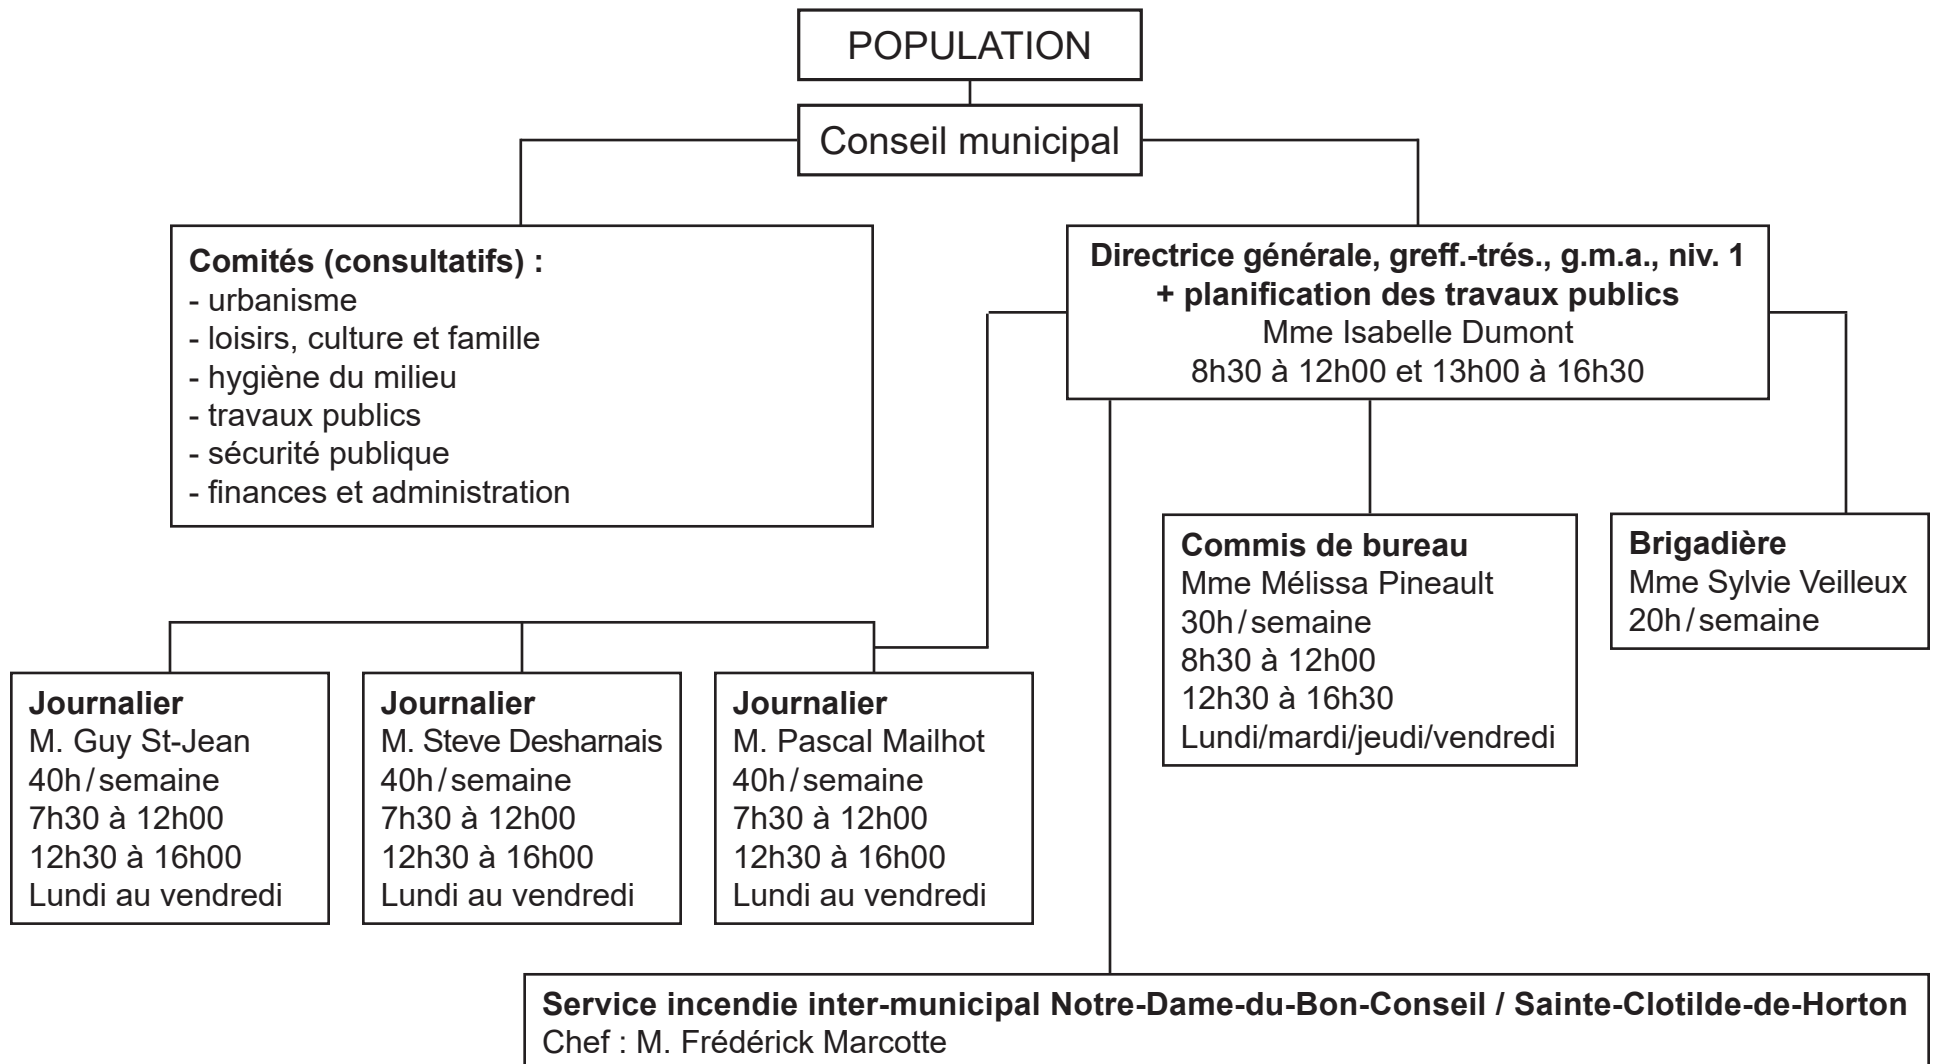 POPULATION
Conseil municipal
Comités (consultatifs) :
- urbanisme
- loisirs, culture et famille
- hygiène du milieu
- travaux publics
- sécurité publique
- finances et administration
Directrice générale, greff.-trés., g.m.a., niv. 1
+ planification des travaux publics
Mme Isabelle Dumont
8h30 à 12h00 et 13h00 à 16h30
Commis de bureau
Mme Mélissa Pineault
30h/semaine
8h30 à 12h00
12h30 à 16h30
Lundi/mardi/jeudi/vendredi
Brigadière
Mme Sylvie Veilleux
20h/semaine
Journalier
M. Guy St-Jean
40h/semaine
7h30 à 12h00
12h30 à 16h00
Lundi au vendredi
Journalier
M. Steve Desharnais
40h/semaine
7h30 à 12h00
12h30 à 16h00
Lundi au vendredi
Journalier
M. Pascal Mailhot
40h/semaine
7h30 à 12h00
12h30 à 16h00
Lundi au vendredi
Service incendie inter-municipal Notre-Dame-du-Bon-Conseil / Sainte-Clotilde-de-Horton
Chef : M. Frédérick Marcotte